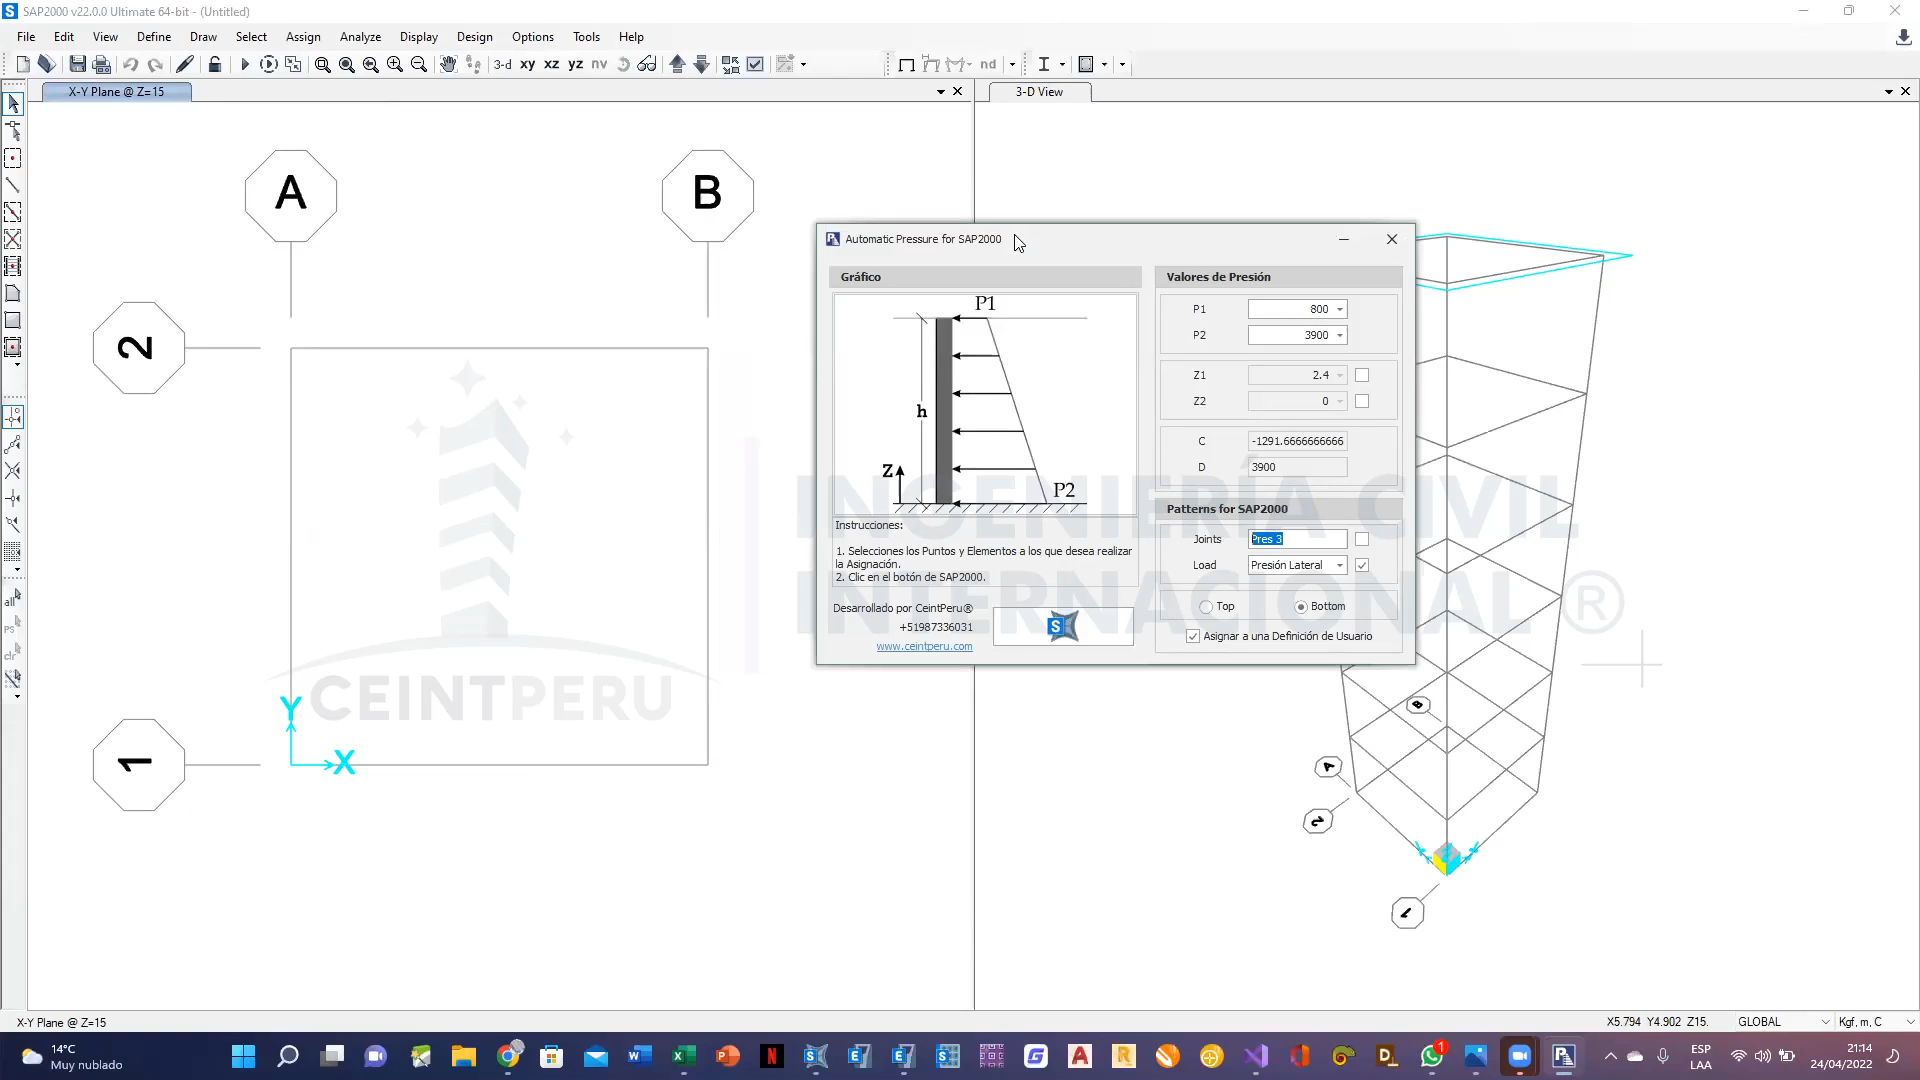 SAP2000 v22.0.0 Ultimate 64-bit - (Untitled)
File Edit View Define Draw Select Assign Analyze Display Design Options Tools Help
3-d xy xz yz nv nd
X-Y Plane @ Z=15
3-D View
A
B
2
1
Y
X
CEINTPERU
INGENIERÍA CIVIL
INTERNACIONAL ®
Automatic Pressure for SAP2000
Gráfico
P1
h
Z
P2
Instrucciones:
1. Selecciones los Puntos y Elementos a los que desea realizar
la Asignación.
2. Clic en el botón de SAP2000.
Desarrollado por CeintPeru®
+51987336031
www.ceintperu.com
S
Valores de Presión
P1 800
P2 3900
Z1 2.4
Z2 0
C -1291.6666666666
D 3900
Patterns for SAP2000
Joints Pres 3
Load Presión Lateral
Top Bottom
Asignar a una Definición de Usuario
B
A
2
1
all
PS
clr
X-Y Plane @ Z=15
X5.794 Y4.902 Z15.
GLOBAL
Kgf, m, C
14°C
Muy nublado
ESP
LAA
21:14
24/04/2022